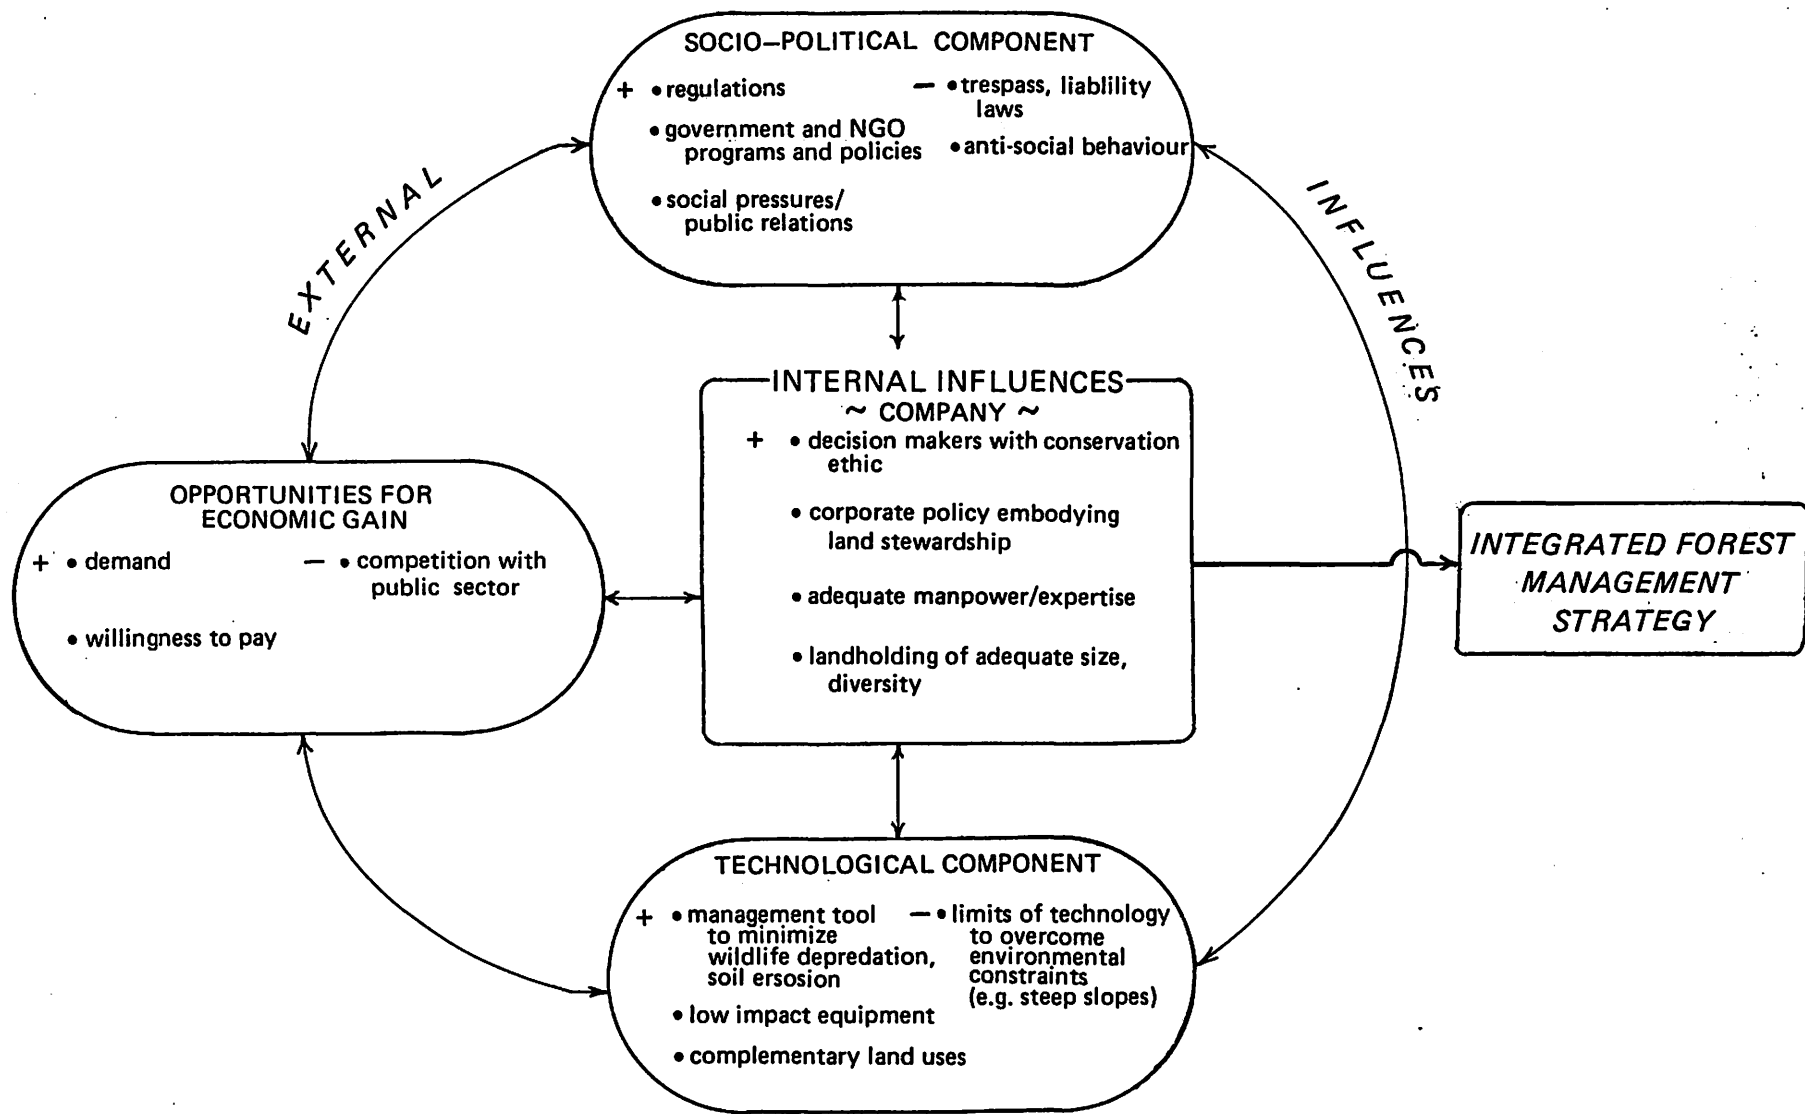 SOCIO-POLITICAL COMPONENT
+ • regulations
• government and NGO
programs and policies
• social pressures/
public relations
— • trespass, liablility
laws
• anti-social behaviour
EXTERNAL
INFLUENCES
INTERNAL INFLUENCES
~ COMPANY ~
+ • decision makers with conservation
ethic
• corporate policy embodying
land stewardship
• adequate manpower/expertise
• landholding of adequate size,
diversity
OPPORTUNITIES FOR
ECONOMIC GAIN
+ • demand
• willingness to pay
— • competition with
public sector
INTEGRATED FOREST
MANAGEMENT
STRATEGY
TECHNOLOGICAL COMPONENT
+ • management tool
to minimize
wildlife depredation,
soil ersosion
• low impact equipment
• complementary land uses
— • limits of technology
to overcome
environmental
constraints
(e.g. steep slopes)